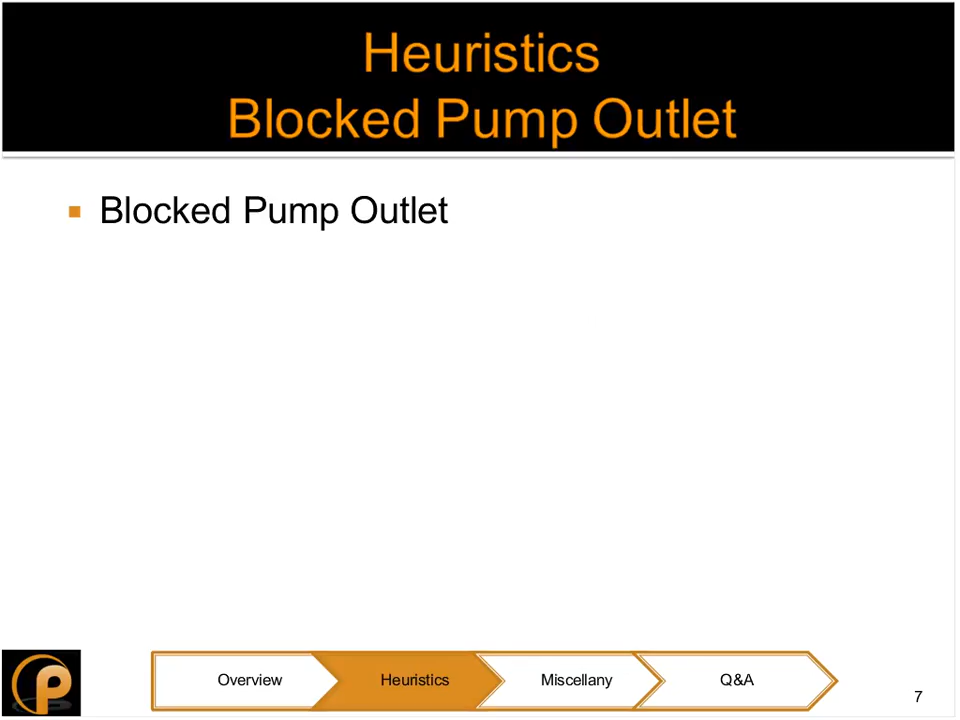 Heuristics
Blocked Pump Outlet
Blocked Pump Outlet
Overview
Heuristics
Miscellany
Q&A
7